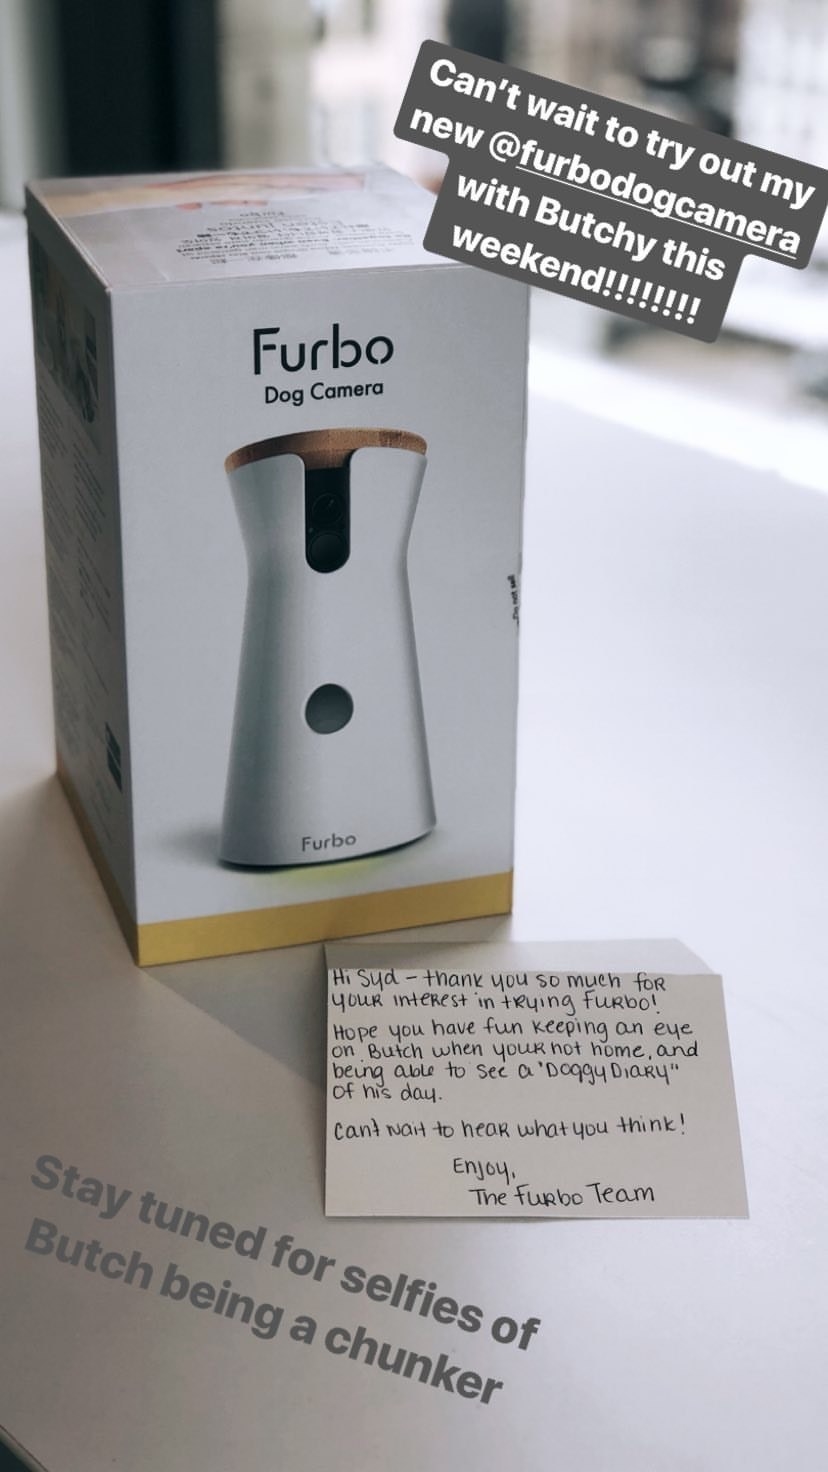 Can't wait to try out my
new @furbodogcamera
with Butchy this
weekend!!!!!!!!
Furbo
Dog Camera
Do not sell
Furbo
Hi Syd - thank you so much for
your interest in trying Furbo!
Hope you have fun keeping an eye
on Butch when your not home, and
being able to see a "Doggy Diary"
of his day.
Can't wait to hear what you think!
Enjoy,
The Furbo Team
Stay tuned for selfies of
Butch being a chunker